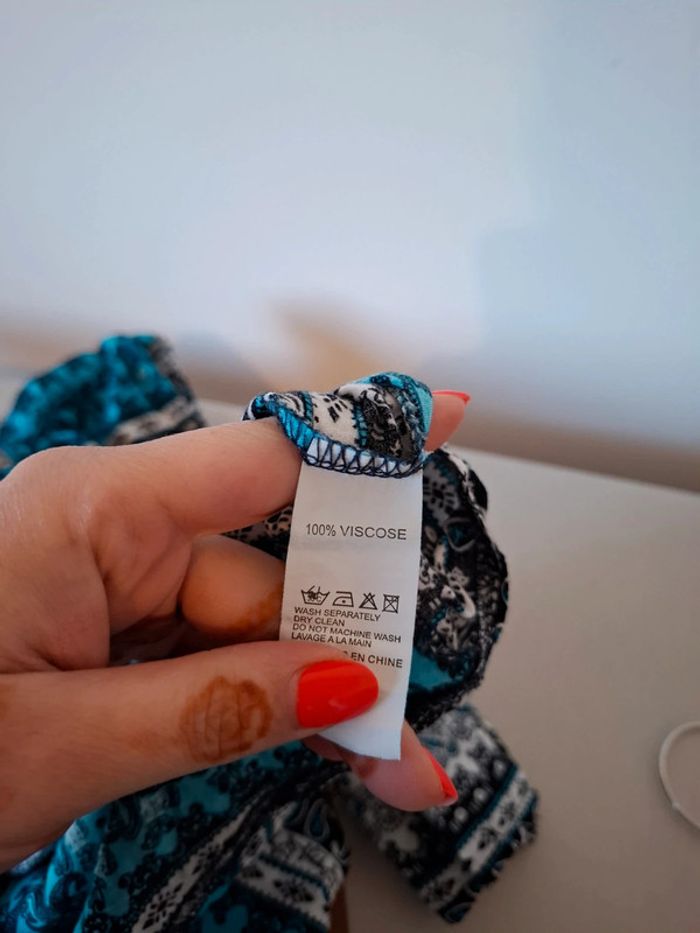 100% VISCOSE
WASH SEPARATELY
DRY CLEAN
DO NOT MACHINE WASH
LAVAGE A LA MAIN
EN CHINE